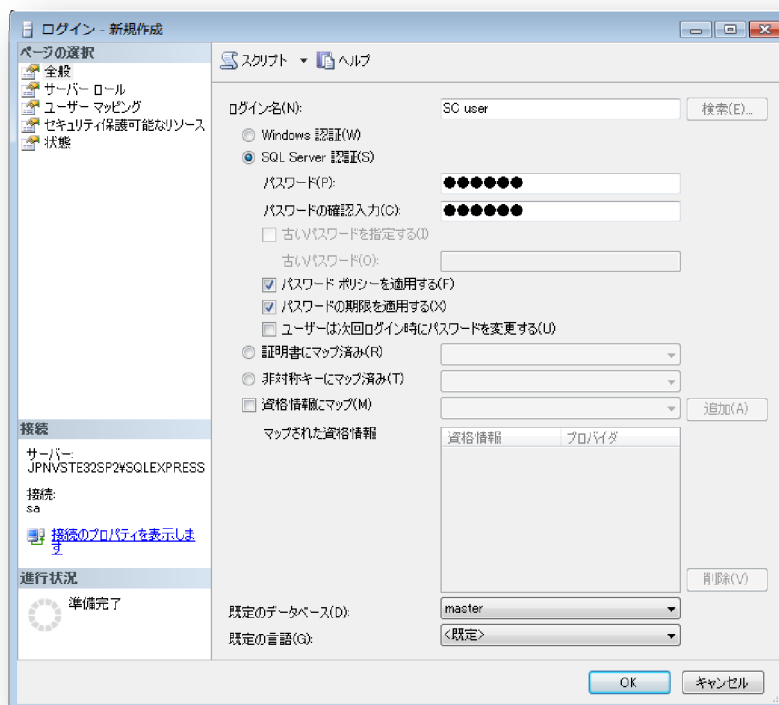 ログイン - 新規作成
ページの選択
全般
サーバー ロール
ユーザー マッピング
セキュリティ保護可能なリソース
状態
スクリプト
ヘルプ
ログイン名(N):
SC user
検索(E)...
Windows 認証(W)
SQL Server 認証(S)
パスワード(P):
●●●●●●
パスワードの確認入力(C):
●●●●●●
古いパスワードを指定する(I)
古いパスワード(O):
パスワード ポリシーを適用する(F)
パスワードの期限を適用する(X)
ユーザーは次回ログイン時にパスワードを変更する(U)
証明書にマップ済み(R)
非対称キーにマップ済み(T)
資格情報にマップ(M)
追加(A)
マップされた資格情報
資格情報
プロバイダ
削除(V)
既定のデータベース(D):
master
既定の言語(G):
<既定>
接続
サーバー:
JPNVSTE32SP2¥SQLEXPRESS
接続:
sa
接続のプロパティを表示しま
す
進行状況
準備完了
OK
キャンセル